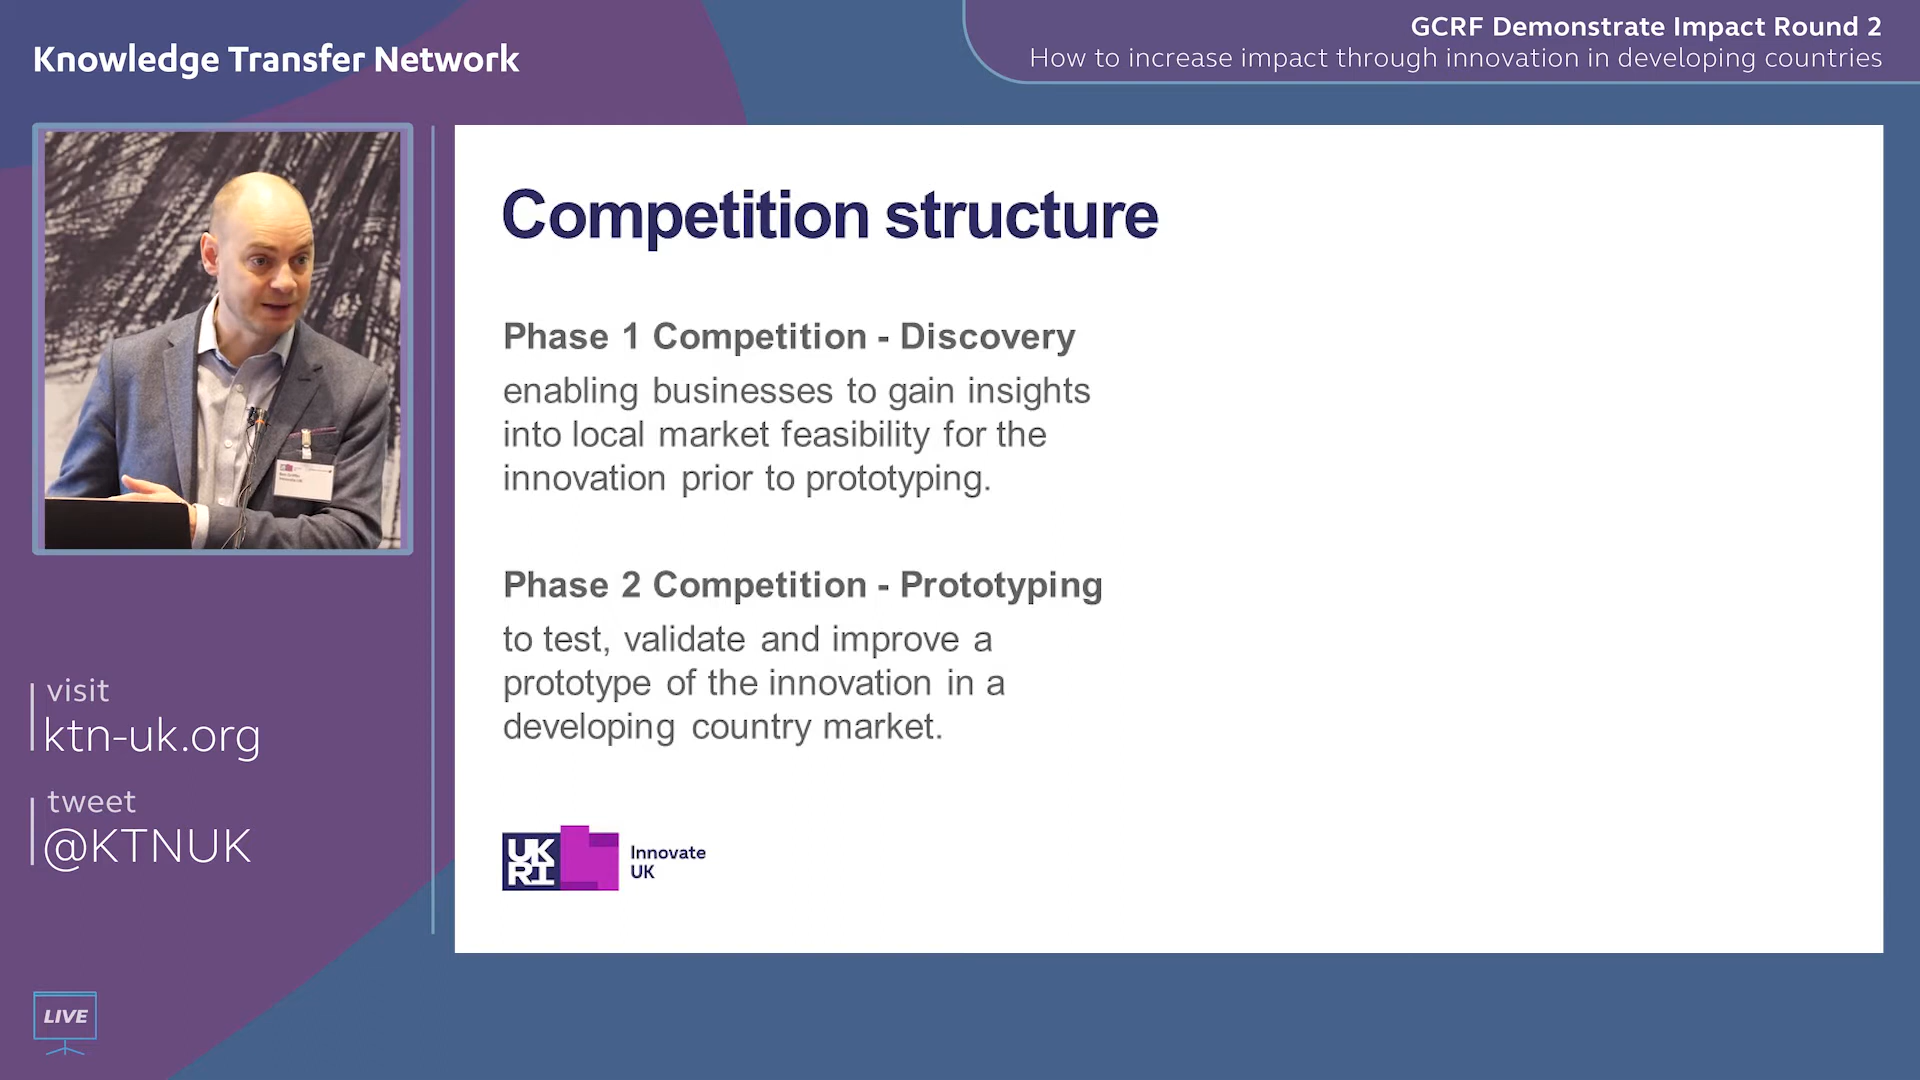 Knowledge Transfer Network
GCRF Demonstrate Impact Round 2
How to increase impact through innovation in developing countries
Competition structure
Phase 1 Competition - Discovery
enabling businesses to gain insights
into local market feasibility for the
innovation prior to prototyping.
Phase 2 Competition - Prototyping
to test, validate and improve a
prototype of the innovation in a
developing country market.
UK
RI
Innovate
UK
visit
ktn-uk.org
tweet
@KTNUK
LIVE